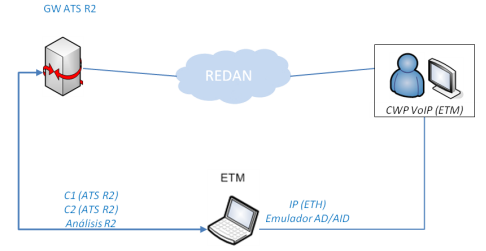 GW ATS R2
REDAN
CWP VoIP (ETM)
ETM
C1 (ATS R2)
C2 (ATS R2)
Análisis R2
IP (ETH)
Emulador AD/AID